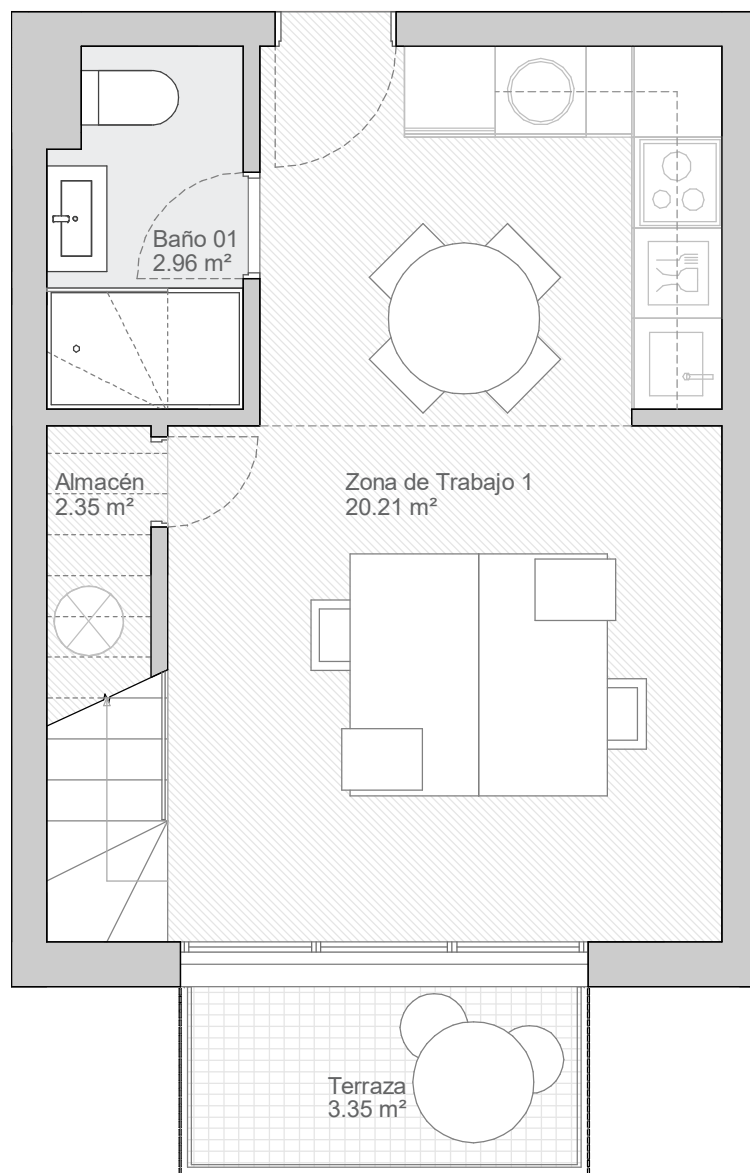 Baño 01
2.96 m²
Almacén
2.35 m²
Zona de Trabajo 1
20.21 m²
Terraza
3.35 m²